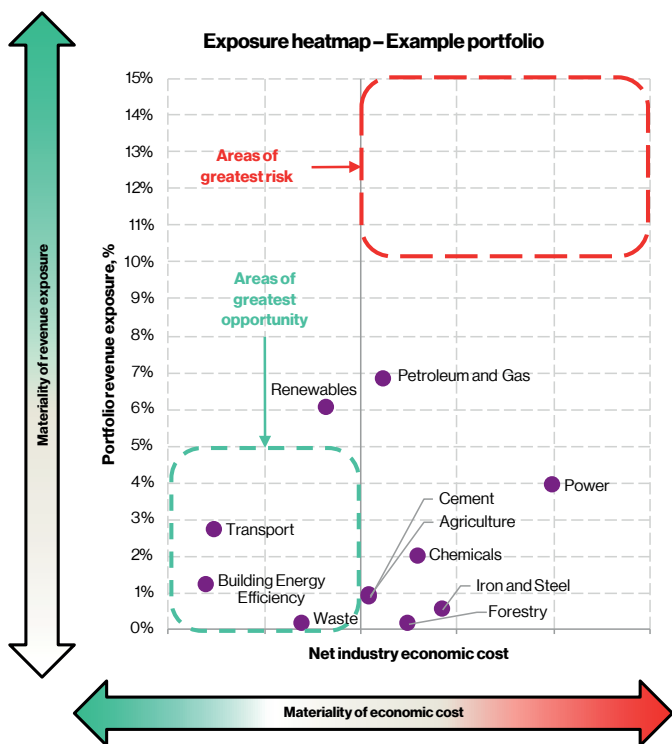 Exposure heatmap – Example portfolio
Materiality of revenue exposure
Portfolio revenue exposure, %
15%
14%
13%
12%
11%
10%
9%
8%
7%
6%
5%
4%
3%
2%
1%
0%
Areas of
greatest risk
Areas of
greatest
opportunity
Petroleum and Gas
Renewables
Power
Cement
Agriculture
Transport
Chemicals
Building Energy
Efficiency
Iron and Steel
Waste
Forestry
Net industry economic cost
Materiality of economic cost